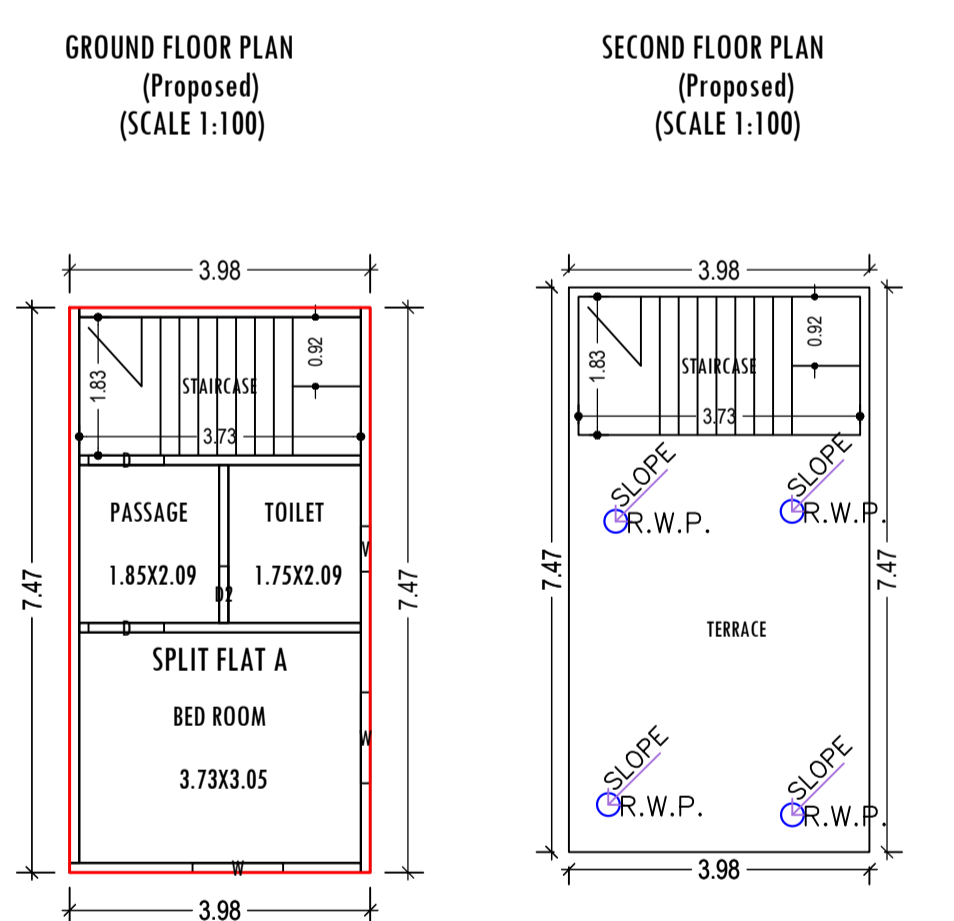 GROUND FLOOR PLAN
(Proposed)
(SCALE 1:100)
3.98
7.47
7.47
1.83
0.92
STAIRCASE
3.73
D
PASSAGE
TOILET
V
1.85X2.09
1.75X2.09
D2
D
SPLIT FLAT A
BED ROOM
W
3.73X3.05
W
3.98
SECOND FLOOR PLAN
(Proposed)
(SCALE 1:100)
3.98
7.47
7.47
1.83
0.92
STAIRCASE
3.73
SLOPE
R.W.P.
SLOPE
R.W.P.
TERRACE
SLOPE
R.W.P.
SLOPE
R.W.P.
3.98